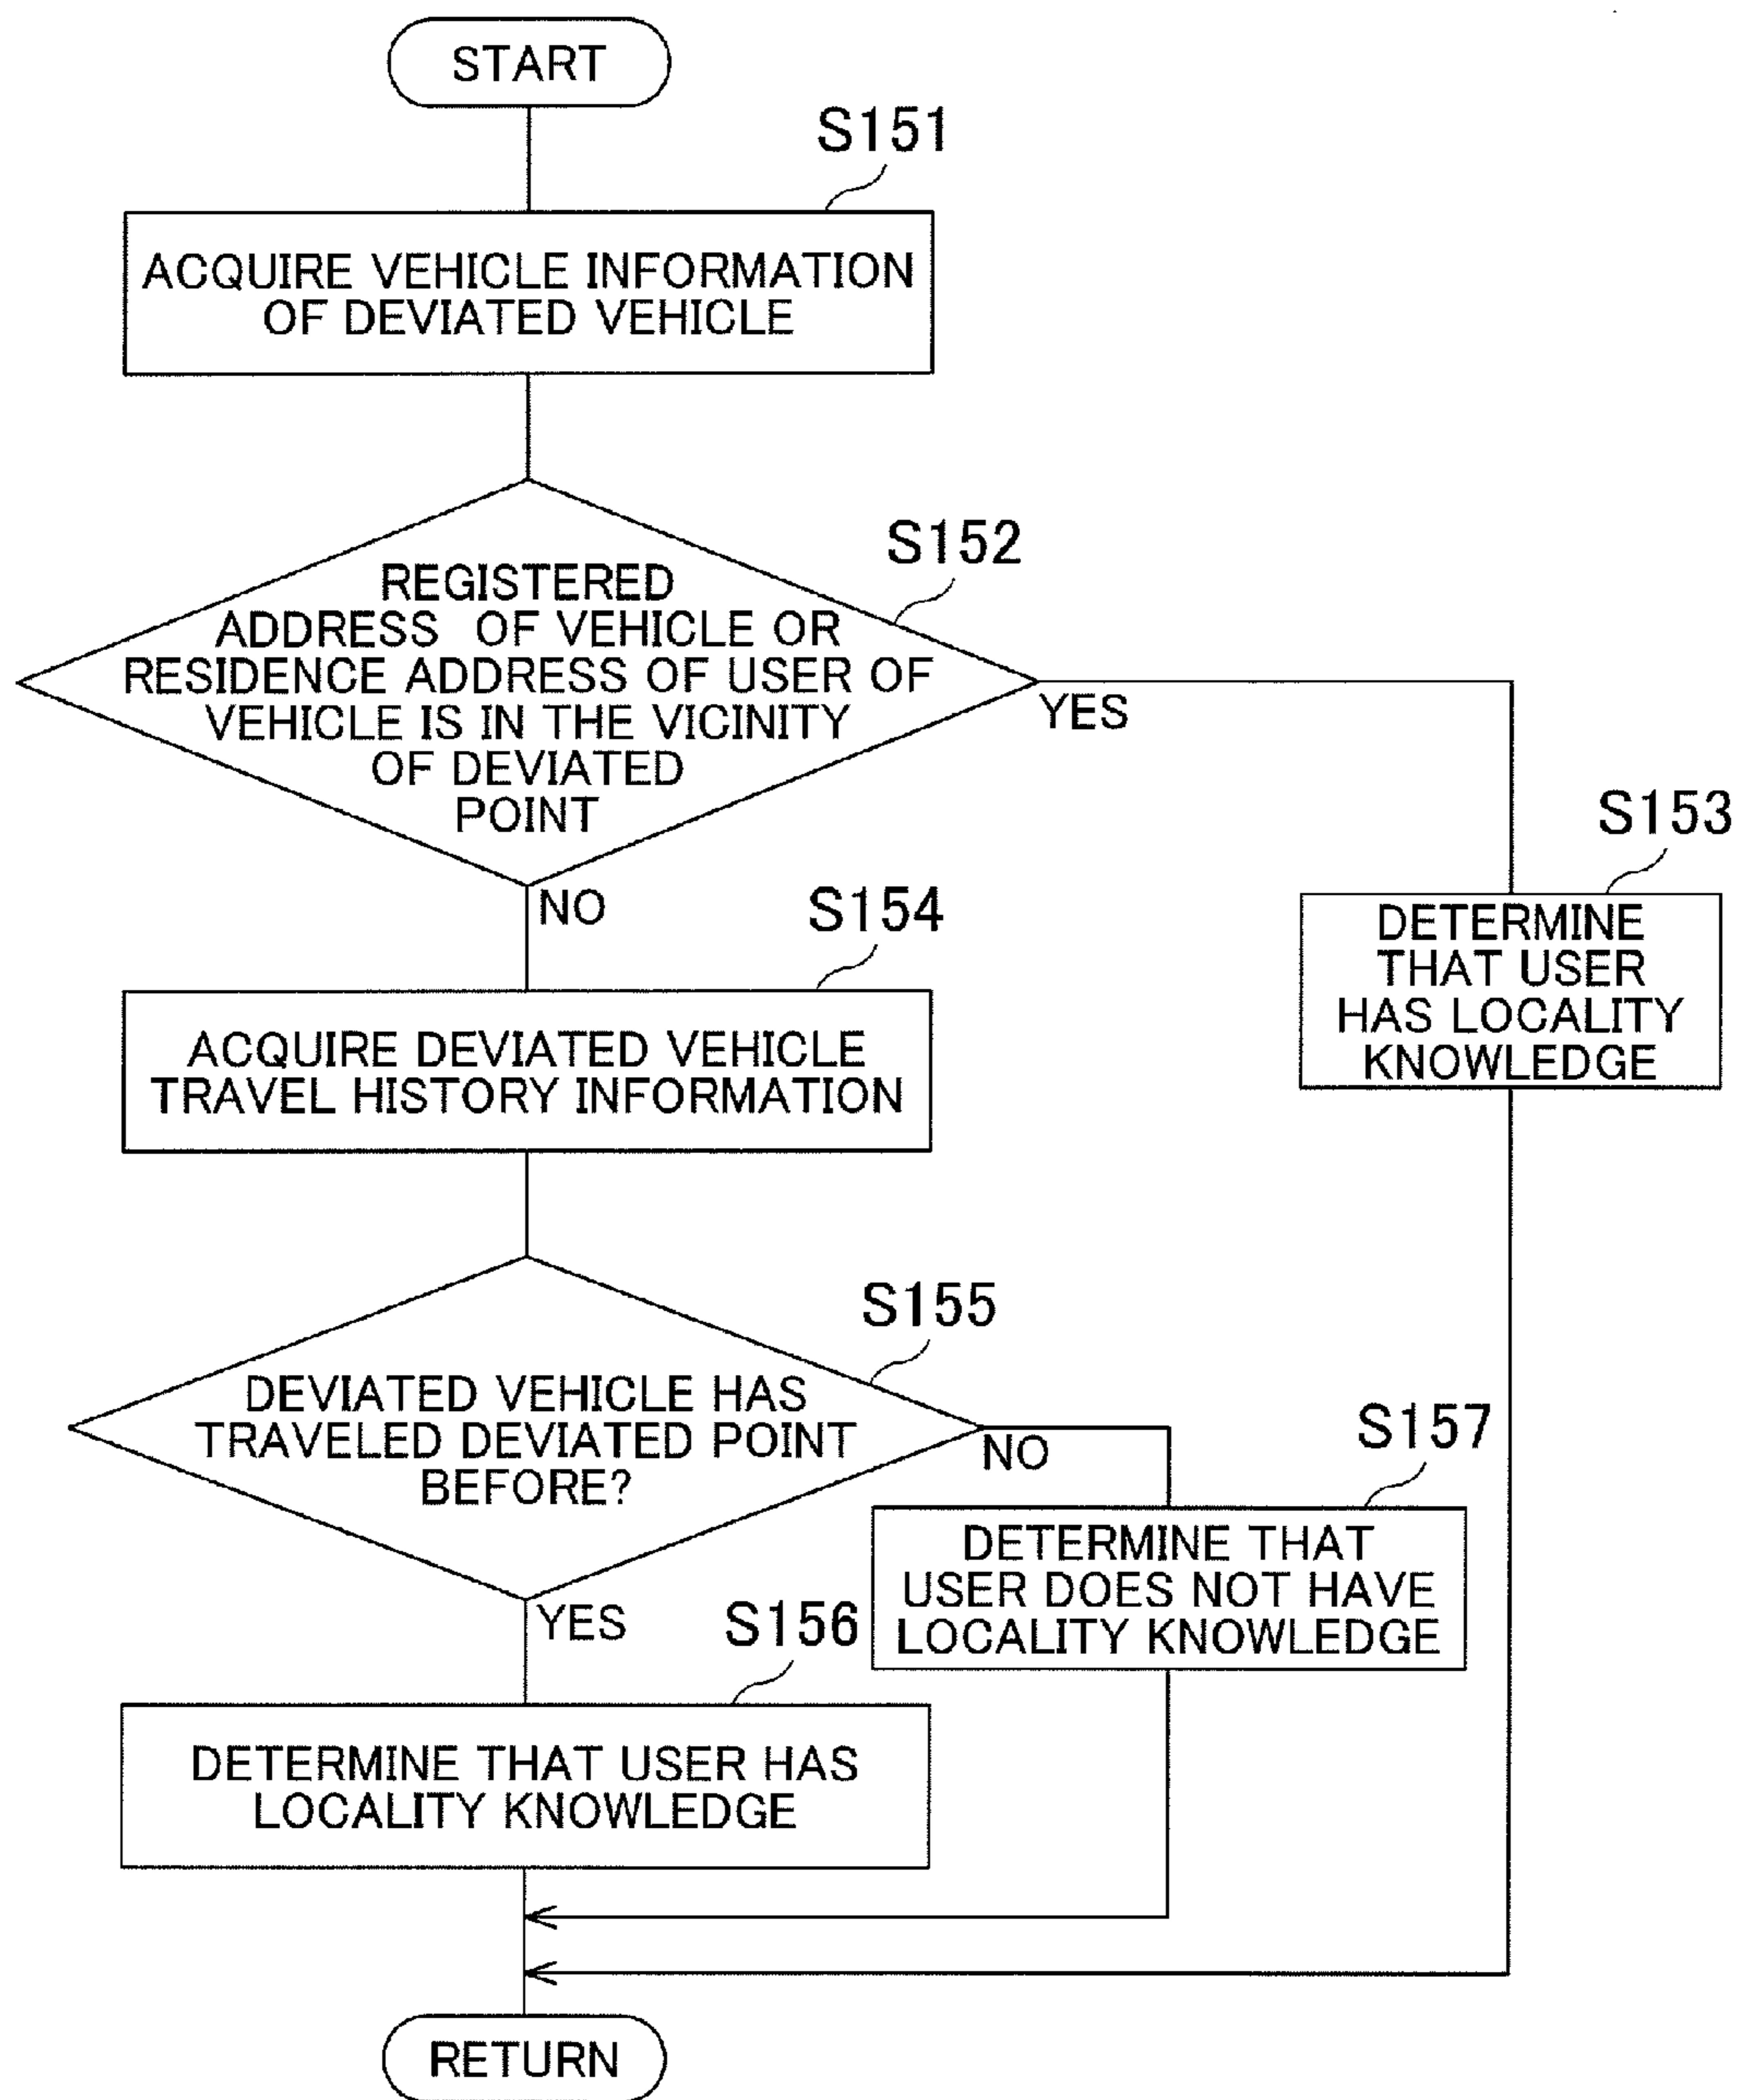 START
S151
ACQUIRE VEHICLE INFORMATION
OF DEVIATED VEHICLE
S152
REGISTERED
ADDRESS OF VEHICLE OR
RESIDENCE ADDRESS OF USER OF
VEHICLE IS IN THE VICINITY
OF DEVIATED
POINT
YES
NO
S153
DETERMINE
THAT USER
HAS LOCALITY
KNOWLEDGE
S154
ACQUIRE DEVIATED VEHICLE
TRAVEL HISTORY INFORMATION
S155
DEVIATED VEHICLE HAS
TRAVELED DEVIATED POINT
BEFORE?
NO
YES
S157
DETERMINE THAT
USER DOES NOT HAVE
LOCALITY KNOWLEDGE
S156
DETERMINE THAT USER HAS
LOCALITY KNOWLEDGE
RETURN